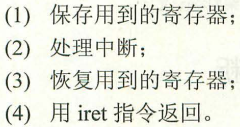 (1) 保存用到的寄存器；
(2) 处理中断；
(3) 恢复用到的寄存器；
(4) 用 iret 指令返回。